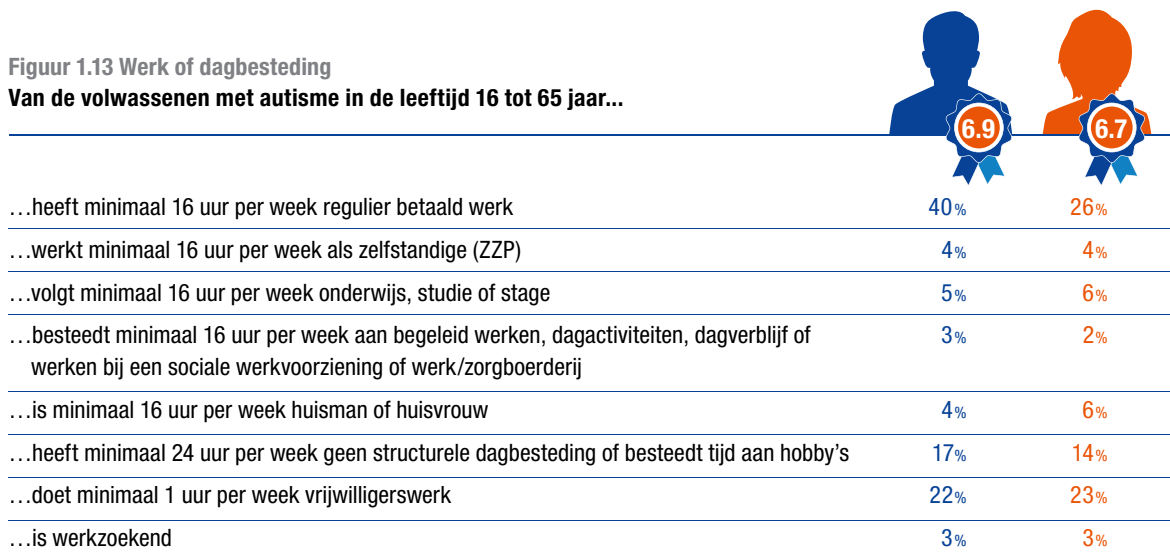 Figuur 1.13 Werk of dagbesteding
Van de volwassenen met autisme in de leeftijd 16 tot 65 jaar...
6.9 6.7
…heeft minimaal 16 uur per week regulier betaald werk 40% 26%
…werkt minimaal 16 uur per week als zelfstandige (ZZP) 4% 4%
…volgt minimaal 16 uur per week onderwijs, studie of stage 5% 6%
…besteedt minimaal 16 uur per week aan begeleid werken, dagactiviteiten, dagverblijf of 3% 2%
werken bij een sociale werkvoorziening of werk/zorgboerderij
…is minimaal 16 uur per week huisman of huisvrouw 4% 6%
…heeft minimaal 24 uur per week geen structurele dagbesteding of besteedt tijd aan hobby’s 17% 14%
…doet minimaal 1 uur per week vrijwilligerswerk 22% 23%
…is werkzoekend 3% 3%